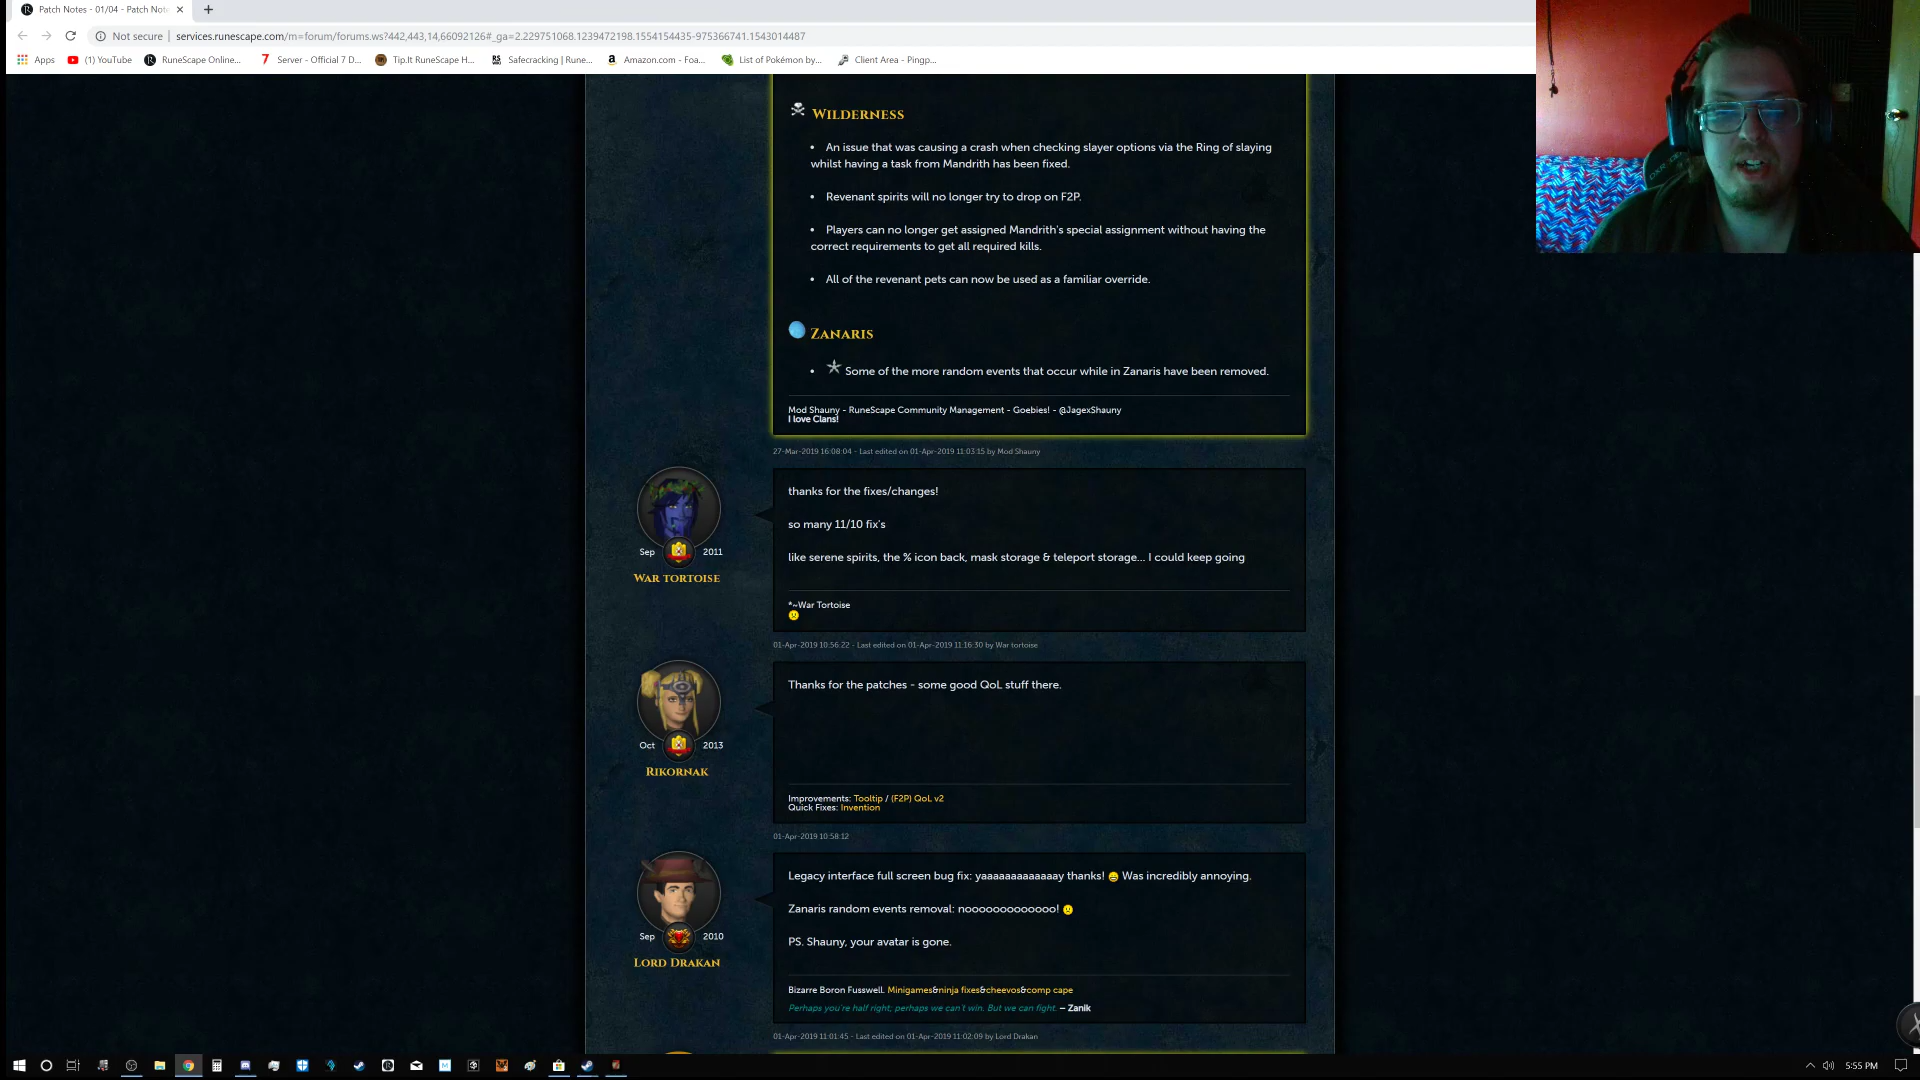 Patch Notes - 01/04 - Patch Not
Not secure
services.runescape.com/m=forum/forums.ws?442,443,14,66092126#_ga=2.229751068.1239472198.1554154435-975366741.1543014487
Apps
(1) YouTube
RuneScape Online...
Server - Official 7 D...
Tip.It RuneScape H...
Safecracking | Rune...
Amazon.com - Foa...
List of Pokémon by...
Client Area - Pingp...
WILDERNESS
• An issue that was causing a crash when checking slayer options via the Ring of slaying
whilst having a task from Mandrith has been fixed.
• Revenant spirits will no longer try to drop on F2P.
• Players can no longer get assigned Mandrith's special assignment without having the
correct requirements to get all required kills.
• All of the revenant pets can now be used as a familiar override.
ZANARIS
• Some of the more random events that occur while in Zanaris have been removed.
Mod Shauny - RuneScape Community Management - Goebies! - @JagexShauny
I love Clans!
27-Mar-2019 16:08:04 - Last edited on 01-Apr-2019 11:03:15 by Mod Shauny
Sep 2011
WAR TORTOISE
thanks for the fixes/changes!
so many 11/10 fix's
like serene spirits, the % icon back, mask storage & teleport storage... I could keep going
*~War Tortoise
01-Apr-2019 10:56:22 - Last edited on 01-Apr-2019 11:16:30 by War tortoise
Oct 2013
RIKORNAK
Thanks for the patches - some good QoL stuff there.
Improvements: Tooltip / (F2P) QoL v2
Quick Fixes: Invention
01-Apr-2019 10:58:12
Sep 2010
LORD DRAKAN
Legacy interface full screen bug fix: yaaaaaaaaaaaaay thanks! Was incredibly annoying.
Zanaris random events removal: nooooooooooooo!
PS. Shauny, your avatar is gone.
Bizarre Boron Fusswell. Minigames&ninja fixes&cheevos&comp cape
Perhaps you're half right; perhaps we can't win. But we can fight. – Zanik
01-Apr-2019 11:01:45 - Last edited on 01-Apr-2019 11:02:09 by Lord Drakan
5:55 PM